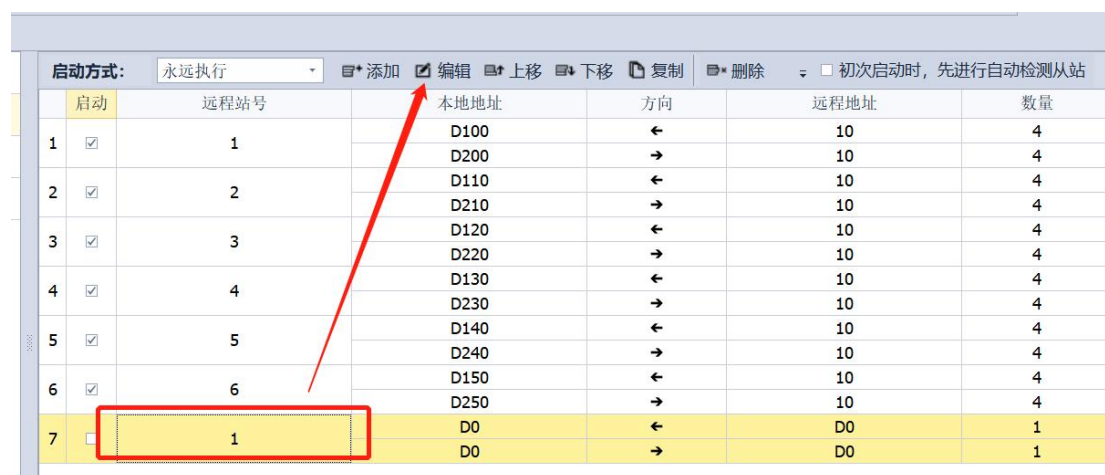 启动方式： 永远执行 添加 编辑 上移 下移 复制 删除 初次启动时，先进行自动检测从站
启动 远程站号 本地地址 方向 远程地址 数量
1 1 D100 ← 10 4
D200 → 10 4
2 2 D110 ← 10 4
D210 → 10 4
3 3 D120 ← 10 4
D220 → 10 4
4 4 D130 ← 10 4
D230 → 10 4
5 5 D140 ← 10 4
D240 → 10 4
6 6 D150 ← 10 4
D250 → 10 4
7 1 D0 ← D0 1
D0 → D0 1